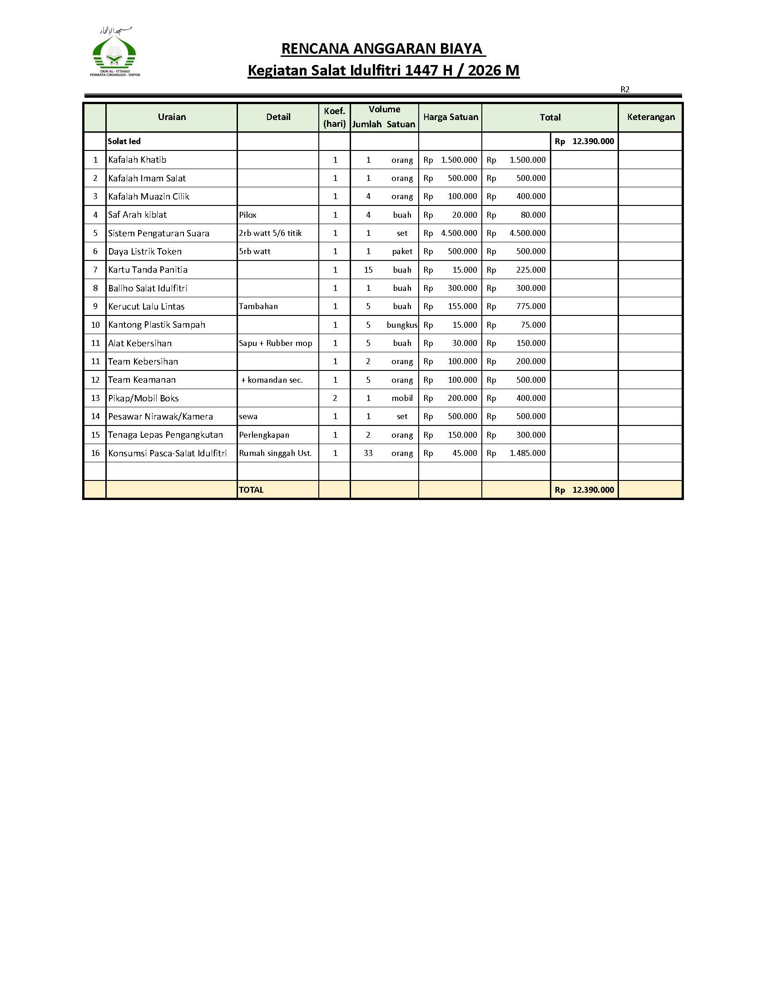 مسجد الإتحاد
DKM AL - ITTIHAD
PERMATA CIMANGGIS - DEPOK
RENCANA ANGGARAN BIAYA
Kegiatan Salat Idulfitri 1447 H / 2026 M
R2
Uraian Detail Koef. (hari) Volume Jumlah Satuan Harga Satuan Total Keterangan
Solat Ied Rp 12.390.000
1 Kafalah Khatib 1 1 orang Rp 1.500.000 Rp 1.500.000
2 Kafalah Imam Salat 1 1 orang Rp 500.000 Rp 500.000
3 Kafalah Muazin Cilik 1 4 orang Rp 100.000 Rp 400.000
4 Saf Arah kiblat Pilox 1 4 buah Rp 20.000 Rp 80.000
5 Sistem Pengaturan Suara 2rb watt 5/6 titik 1 1 set Rp 4.500.000 Rp 4.500.000
6 Daya Listrik Token 5rb watt 1 1 paket Rp 500.000 Rp 500.000
7 Kartu Tanda Panitia 1 15 buah Rp 15.000 Rp 225.000
8 Baliho Salat Idulfitri 1 1 buah Rp 300.000 Rp 300.000
9 Kerucut Lalu Lintas Tambahan 1 5 buah Rp 155.000 Rp 775.000
10 Kantong Plastik Sampah 1 5 bungkus Rp 15.000 Rp 75.000
11 Alat Kebersihan Sapu + Rubber mop 1 5 buah Rp 30.000 Rp 150.000
11 Team Kebersihan 1 2 orang Rp 100.000 Rp 200.000
12 Team Keamanan + komandan sec. 1 5 orang Rp 100.000 Rp 500.000
13 Pikap/Mobil Boks 2 1 mobil Rp 200.000 Rp 400.000
14 Pesawar Nirawak/Kamera sewa 1 1 set Rp 500.000 Rp 500.000
15 Tenaga Lepas Pengangkutan Perlengkapan 1 2 orang Rp 150.000 Rp 300.000
16 Konsumsi Pasca-Salat Idulfitri Rumah singgah Ust. 1 33 orang Rp 45.000 Rp 1.485.000
TOTAL Rp 12.390.000